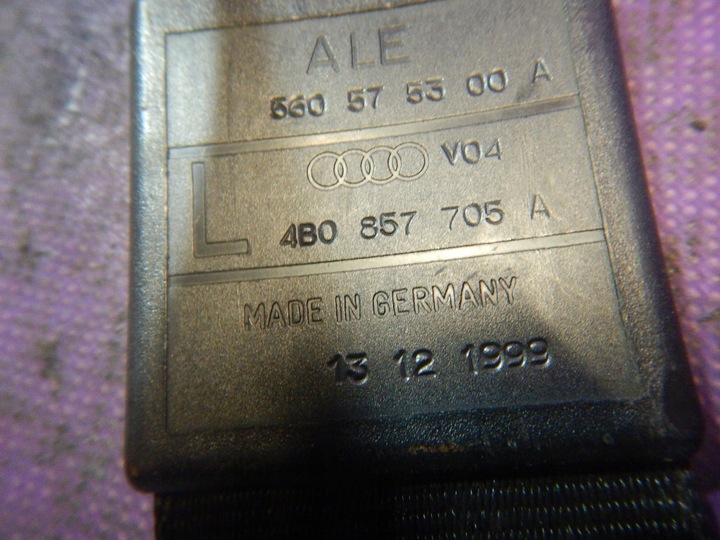 ALE
560 57 53 00 A
L V04
4B0 857 705 A
MADE IN GERMANY
13 12 1999